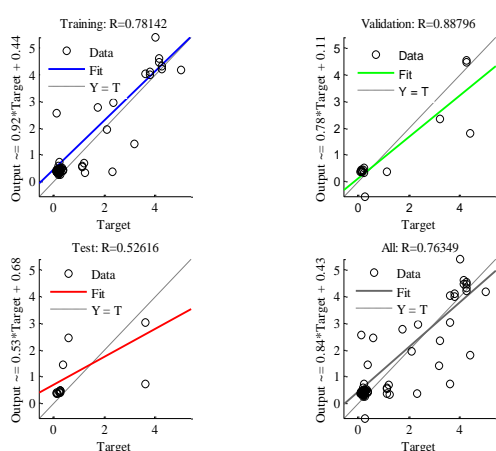 Training: R=0.78142
Output ~= 0.92*Target + 0.44
5
4
3
2
1
0
Data
Fit
Y = T
0 2 4
Target
Validation: R=0.88796
Output ~= 0.78*Target + 0.11
5
4
3
2
1
0
Data
Fit
Y = T
0 2 4
Target
Test: R=0.52616
Output ~= 0.53*Target + 0.68
5
4
3
2
1
0
Data
Fit
Y = T
0 2 4
Target
All: R=0.76349
Output ~= 0.84*Target + 0.43
5
4
3
2
1
0
Data
Fit
Y = T
0 2 4
Target